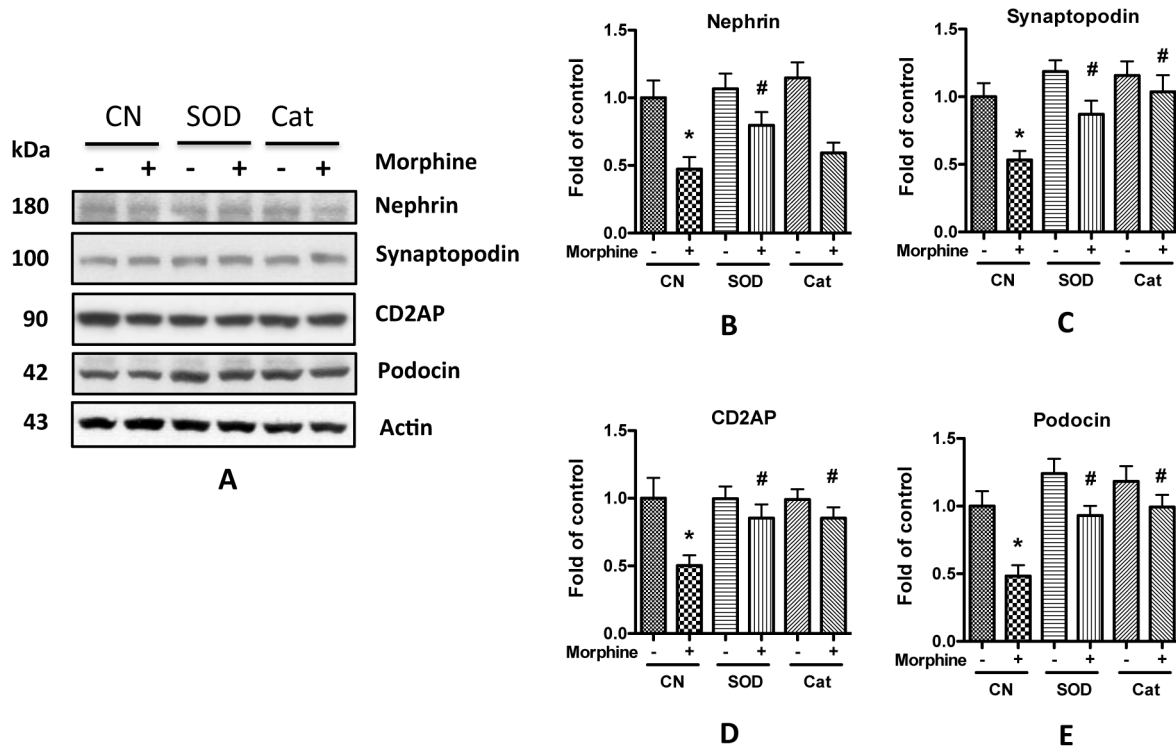 CN SOD Cat
kDa
- + - + - + Morphine
180 Nephrin
100 Synaptopodin
90 CD2AP
42 Podocin
43 Actin
A
Nephrin
Fold of control
1.5
1.0
0.5
0.0
*
#
Morphine - + - + - +
CN SOD Cat
B
Synaptopodin
Fold of control
1.5
1.0
0.5
0.0
*
#
#
Morphine - + - + - +
CN SOD Cat
C
CD2AP
Fold of control
1.5
1.0
0.5
0.0
*
#
#
Morphine - + - + - +
CN SOD Cat
D
Podocin
Fold of control
1.5
1.0
0.5
0.0
*
#
#
Morphine - + - + - +
CN SOD Cat
E